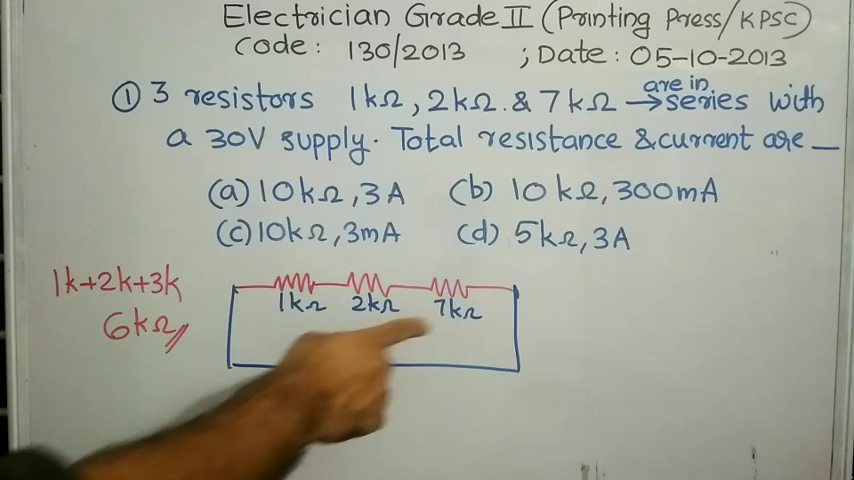 Electrician Grade II (Printing Press/KPSC)
Code : 130/2013 ; Date : 05-10-2013
① 3 resistors 1kΩ, 2kΩ & 7kΩ → are in series with
a 30V supply. Total resistance & current are __
(a) 10kΩ, 3A (b) 10kΩ, 300mA
(c) 10kΩ, 3mA (d) 5kΩ, 3A
1k+2k+3k
6kΩ
1kΩ 2kΩ 7kΩ